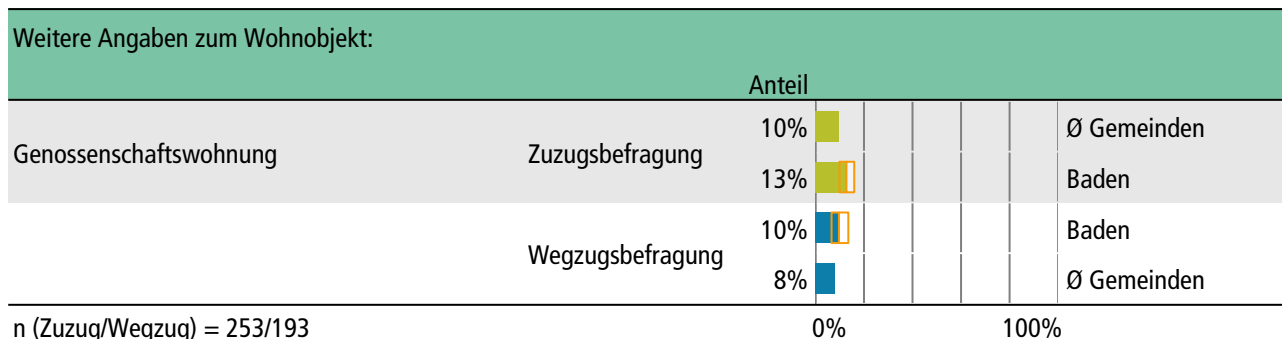 Weitere Angaben zum Wohnobjekt:
Anteil
10% Ø Gemeinden
Genossenschaftswohnung Zuzugsbefragung
13% Baden
10% Baden
Wegzugsbefragung
8% Ø Gemeinden
n (Zuzug/Wegzug) = 253/193 0% 100%